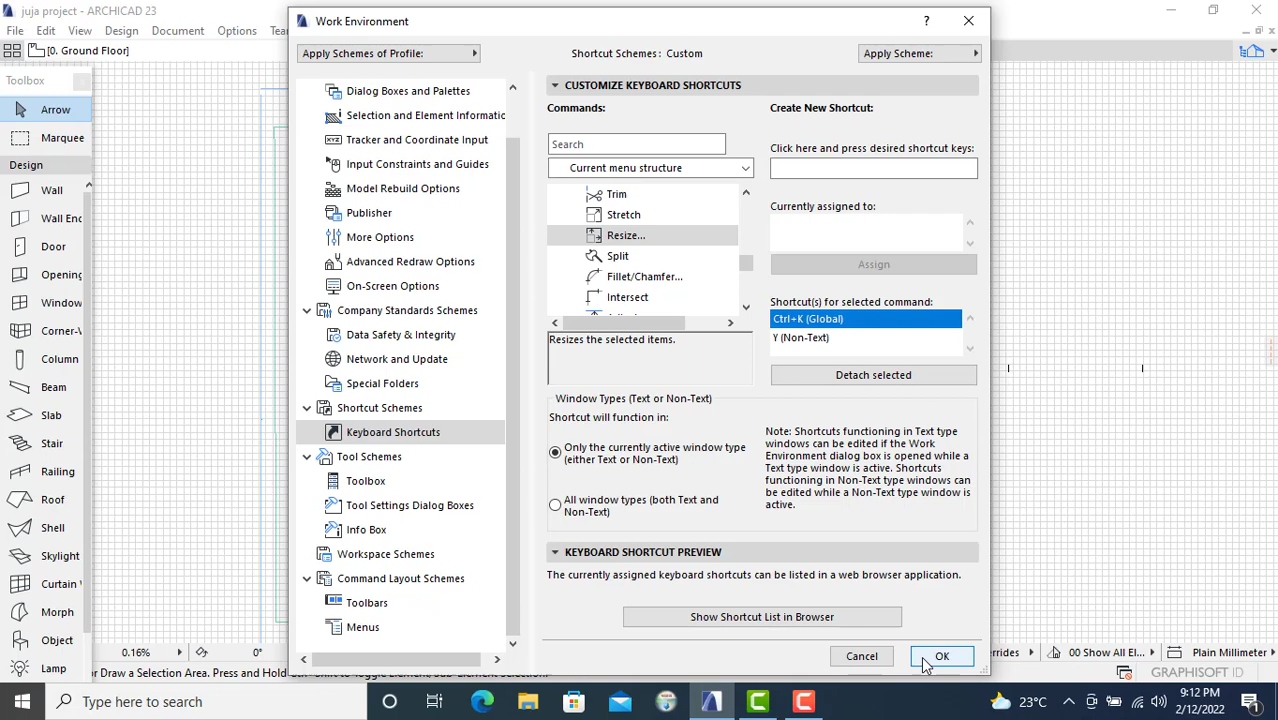 juja project - ARCHICAD 23
File Edit View Design Document Options
[0. Ground Floor]
Toolbox
Arrow
Marquee
Design
Wall
Door
Opening
Window
Column
Beam
Slab
Stair
Railing
Roof
Shell
Skylight
Curtain
Morph
Object
Lamp
0.16%
0°
Work Environment
?
Apply Schemes of Profile:
Shortcut Schemes : Custom
Apply Scheme:
Dialog Boxes and Palettes
Selection and Element Informatic
Tracker and Coordinate Input
Input Constraints and Guides
Model Rebuild Options
Publisher
More Options
Advanced Redraw Options
On-Screen Options
Company Standards Schemes
Data Safety & Integrity
Network and Update
Special Folders
Shortcut Schemes
Keyboard Shortcuts
Tool Schemes
Toolbox
Tool Settings Dialog Boxes
Info Box
Workspace Schemes
Command Layout Schemes
Toolbars
Menus
CUSTOMIZE KEYBOARD SHORTCUTS
Commands:
Search
Current menu structure
Trim
Stretch
Resize...
Split
Fillet/Chamfer...
Intersect
Resizes the selected items.
Create New Shortcut:
Click here and press desired shortcut keys:
Currently assigned to:
Assign
Shortcut(s) for selected command:
Ctrl+K (Global)
Y (Non-Text)
Detach selected
Window Types (Text or Non-Text)
Shortcut will function in:
Only the currently active window type
(either Text or Non-Text)
All window types (both Text and
Non-Text)
Note: Shortcuts functioning in Text type
windows can be edited if the Work
Environment dialog box is opened while a
Text type window is active. Shortcuts
functioning in Non-Text type windows can
be edited while a Non-Text type window is
active.
KEYBOARD SHORTCUT PREVIEW
The currently assigned keyboard shortcuts can be listed in a web browser application.
Show Shortcut List in Browser
Cancel
OK
00 Show All El...
Plain Millimeter
or Draw a Selection Area. Press and Hold
GRAPHISOFT ID
Type here to search
23°C
9:12 PM
2/12/2022